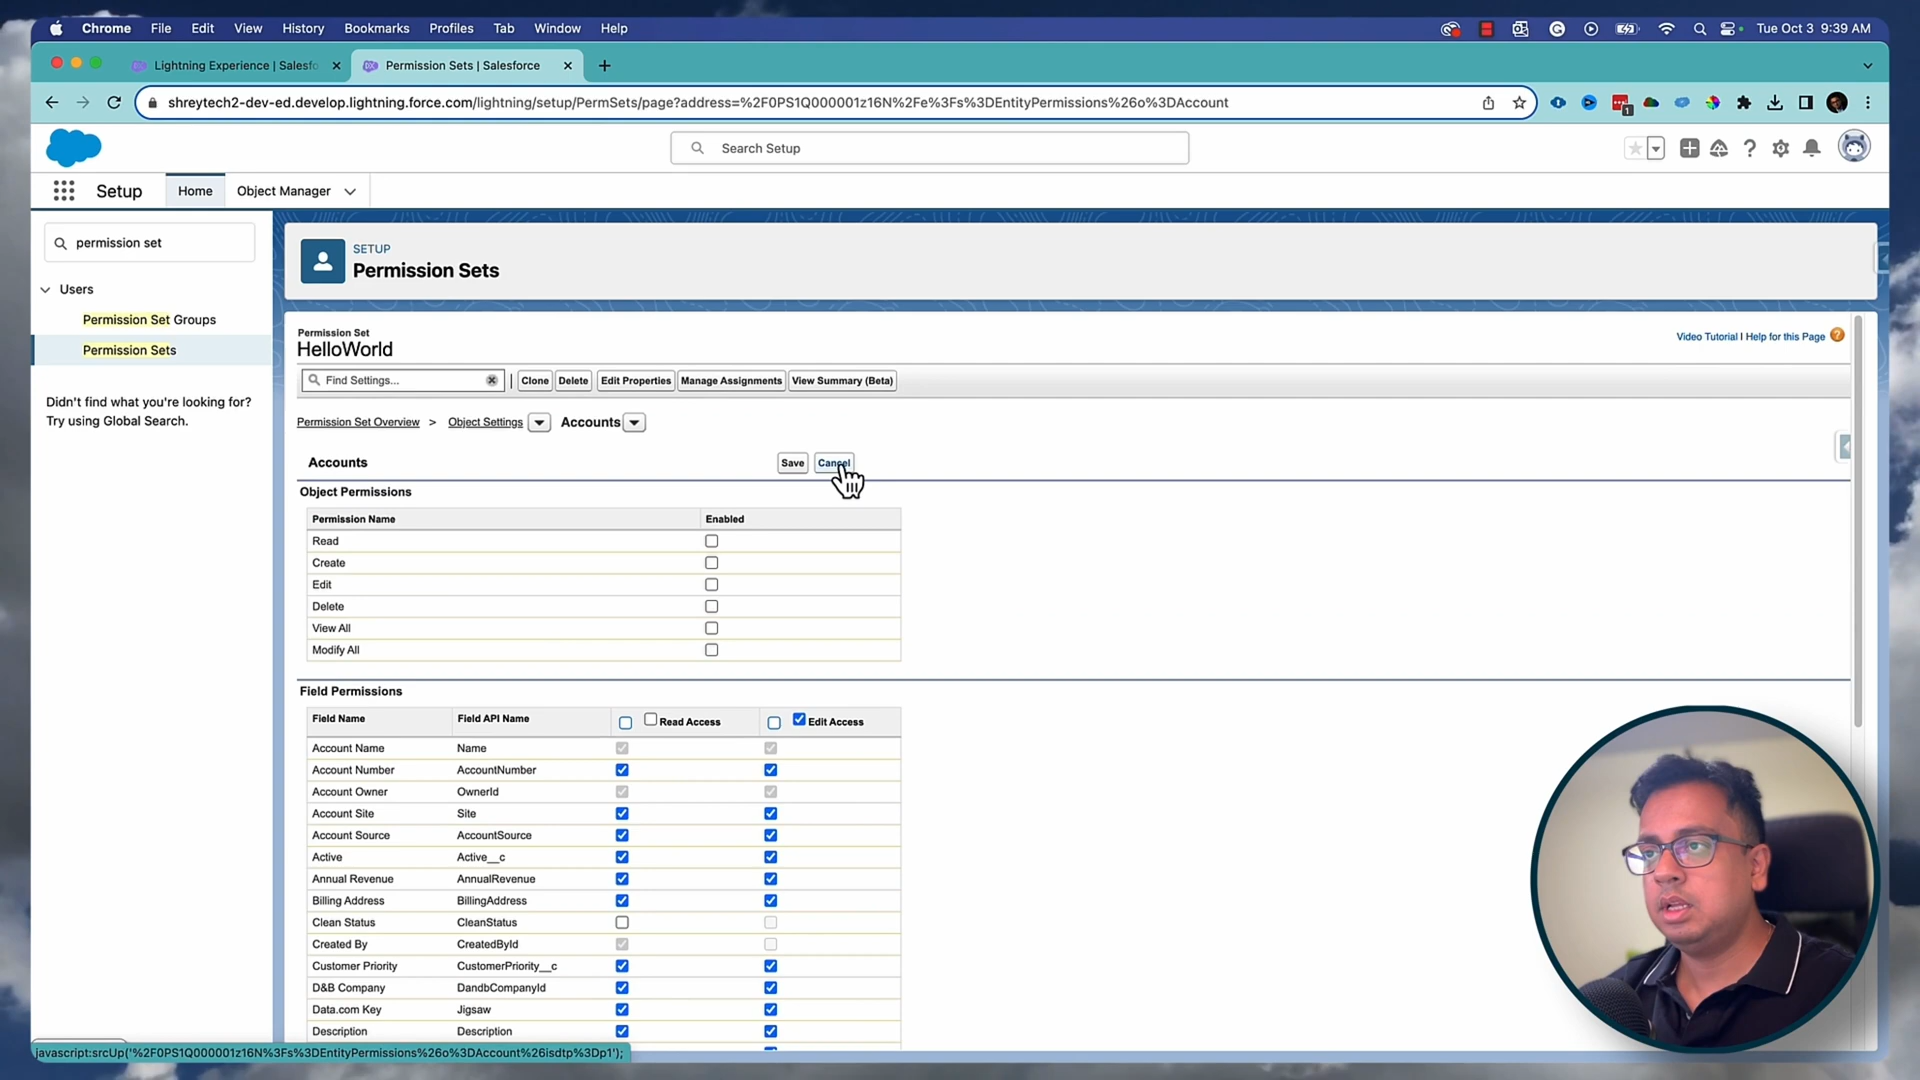 Chrome File Edit View History Bookmarks Profiles Tab Window Help Tue Oct 3 9:39 AM
Lightning Experience | Salesfo Permission Sets | Salesforce
shreytech2-dev-ed.develop.lightning.force.com/lightning/setup/PermSets/page?address=%2F0PS1Q000001z16N%2Fe%3Fs%3DEntityPermissions%26o%3DAccount
1
Search Setup
Setup Home Object Manager
permission set
Users
Permission Set Groups
Permission Sets
Didn't find what you're looking for?
Try using Global Search.
SETUP
Permission Sets
Permission Set
HelloWorld
Video Tutorial | Help for this Page ?
Find Settings... | Clone Delete Edit Properties Manage Assignments View Summary (Beta)
Permission Set Overview > Object Settings Accounts
Accounts Save Cancel
Object Permissions
Permission Name Enabled
Read
Create
Edit
Delete
View All
Modify All
Field Permissions
Field Name Field API Name Read Access Edit Access
Account Name Name
Account Number AccountNumber
Account Owner OwnerId
Account Site Site
Account Source AccountSource
Active Active__c
Annual Revenue AnnualRevenue
Billing Address BillingAddress
Clean Status CleanStatus
Created By CreatedById
Customer Priority CustomerPriority__c
D&B Company DandbCompanyId
Data.com Key Jigsaw
Description Description
javascript:srcUp('%2F0PS1Q000001z16N%3Fs%3DEntityPermissions%26o%3DAccount%26isdtp%3Dp1');